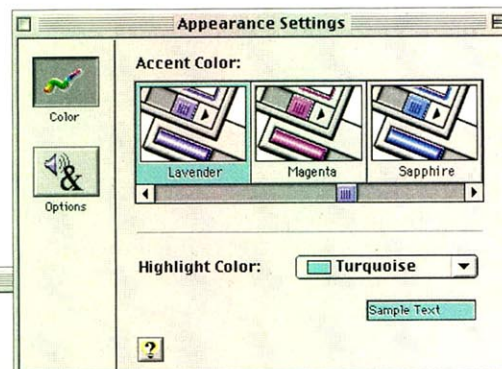 Appearance Settings
Color
Options
Accent Color:
Lavender
Magenta
Sapphire
Highlight Color:
Turquoise
Sample Text
?